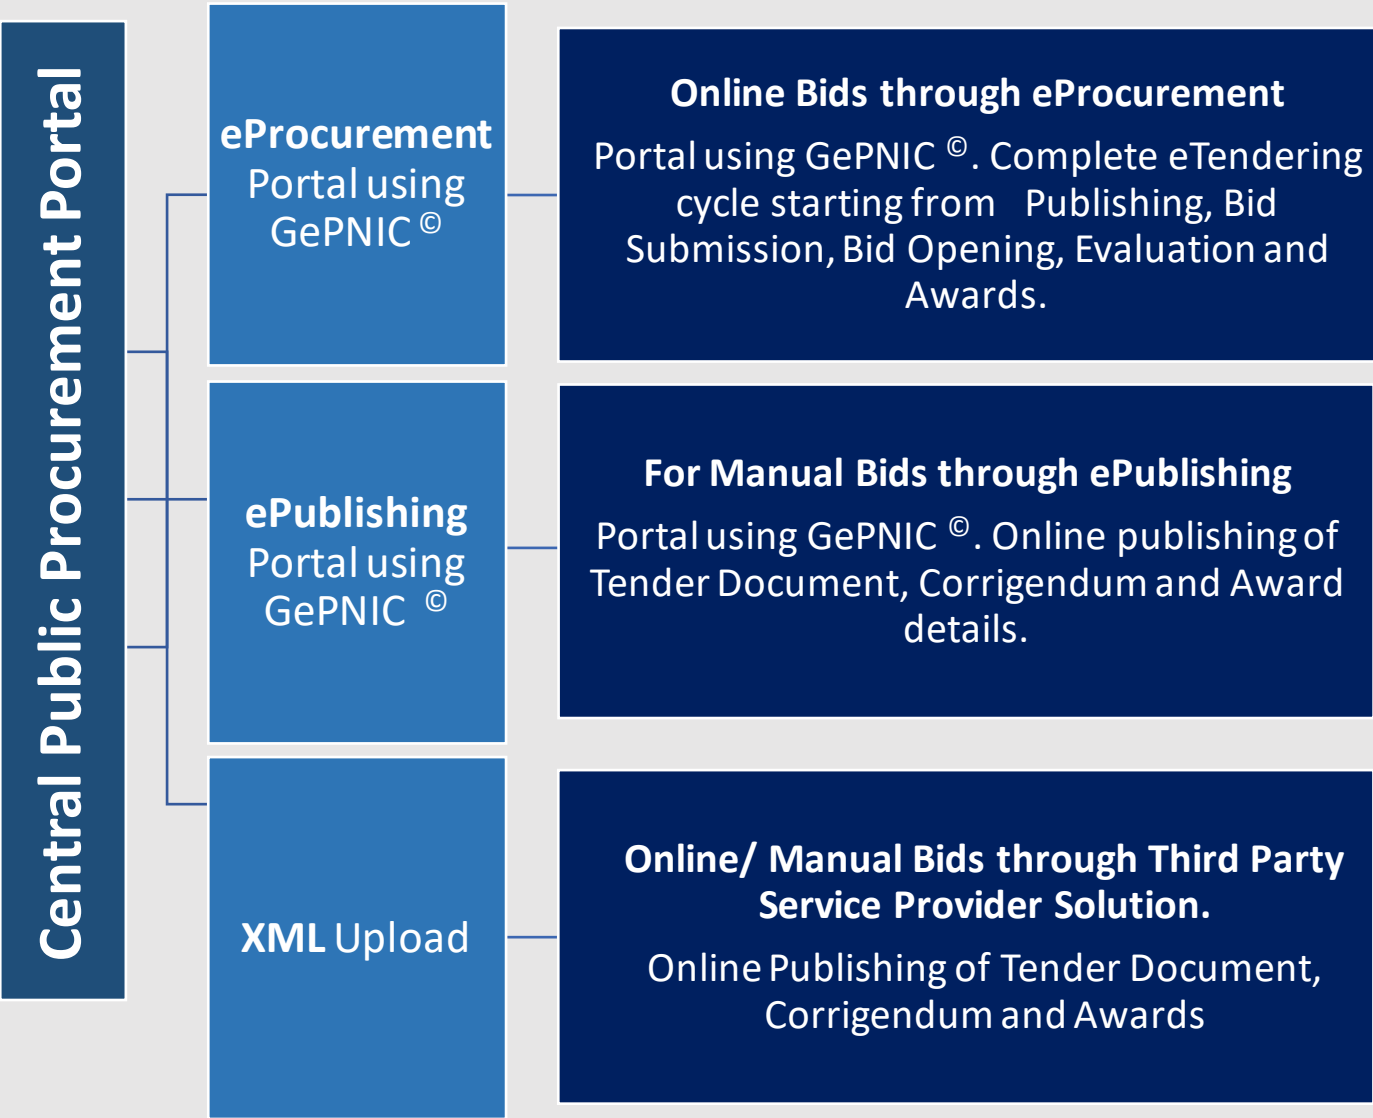 Central Public Procurement Portal
eProcurement
Portal using
GePNIC ©
Online Bids through eProcurement
Portal using GePNIC ©. Complete eTendering
cycle starting from Publishing, Bid
Submission, Bid Opening, Evaluation and
Awards.
ePublishing
Portal using
GePNIC ©
For Manual Bids through ePublishing
Portal using GePNIC ©. Online publishing of
Tender Document, Corrigendum and Award
details.
XML Upload
Online/ Manual Bids through Third Party
Service Provider Solution.
Online Publishing of Tender Document,
Corrigendum and Awards